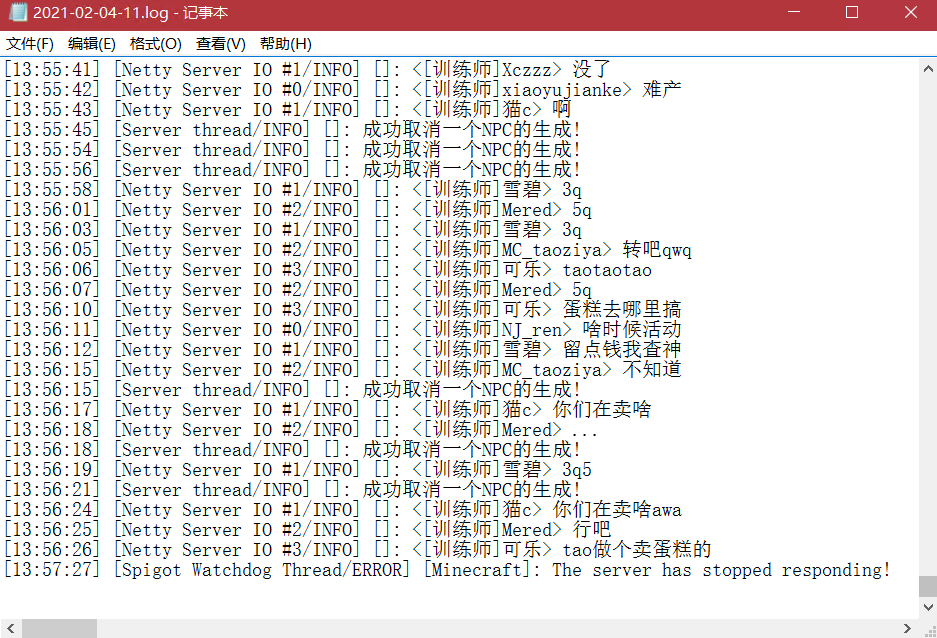 2021-02-04-11.log - 记事本
文件(F) 编辑(E) 格式(O) 查看(V) 帮助(H)
[13:55:41] [Netty Server IO #1/INFO] []: <[训练师]Xczzz> 没了
[13:55:42] [Netty Server IO #0/INFO] []: <[训练师]xiaoyujianke> 难产
[13:55:43] [Netty Server IO #1/INFO] []: <[训练师]猫c> 啊
[13:55:45] [Server thread/INFO] []: 成功取消一个NPC的生成!
[13:55:54] [Server thread/INFO] []: 成功取消一个NPC的生成!
[13:55:56] [Server thread/INFO] []: 成功取消一个NPC的生成!
[13:55:58] [Netty Server IO #1/INFO] []: <[训练师]雪碧> 3q
[13:56:01] [Netty Server IO #2/INFO] []: <[训练师]Mered> 5q
[13:56:03] [Netty Server IO #1/INFO] []: <[训练师]雪碧> 3q
[13:56:05] [Netty Server IO #2/INFO] []: <[训练师]MC_taoziya> 转吧qwq
[13:56:06] [Netty Server IO #3/INFO] []: <[训练师]可乐> taotaotao
[13:56:07] [Netty Server IO #2/INFO] []: <[训练师]Mered> 5q
[13:56:10] [Netty Server IO #3/INFO] []: <[训练师]可乐> 蛋糕去哪里搞
[13:56:11] [Netty Server IO #0/INFO] []: <[训练师]NJ_ren> 啥时候活动
[13:56:12] [Netty Server IO #1/INFO] []: <[训练师]雪碧> 留点钱我查神
[13:56:15] [Netty Server IO #2/INFO] []: <[训练师]MC_taoziya> 不知道
[13:56:15] [Server thread/INFO] []: 成功取消一个NPC的生成!
[13:56:17] [Netty Server IO #1/INFO] []: <[训练师]猫c> 你们在卖啥
[13:56:18] [Netty Server IO #2/INFO] []: <[训练师]Mered> ...
[13:56:18] [Server thread/INFO] []: 成功取消一个NPC的生成!
[13:56:19] [Netty Server IO #1/INFO] []: <[训练师]雪碧> 3q5
[13:56:21] [Server thread/INFO] []: 成功取消一个NPC的生成!
[13:56:24] [Netty Server IO #1/INFO] []: <[训练师]猫c> 你们在卖啥awa
[13:56:25] [Netty Server IO #2/INFO] []: <[训练师]Mered> 行吧
[13:56:26] [Netty Server IO #3/INFO] []: <[训练师]可乐> tao做个卖蛋糕的
[13:57:27] [Spigot Watchdog Thread/ERROR] [Minecraft]: The server has stopped responding!